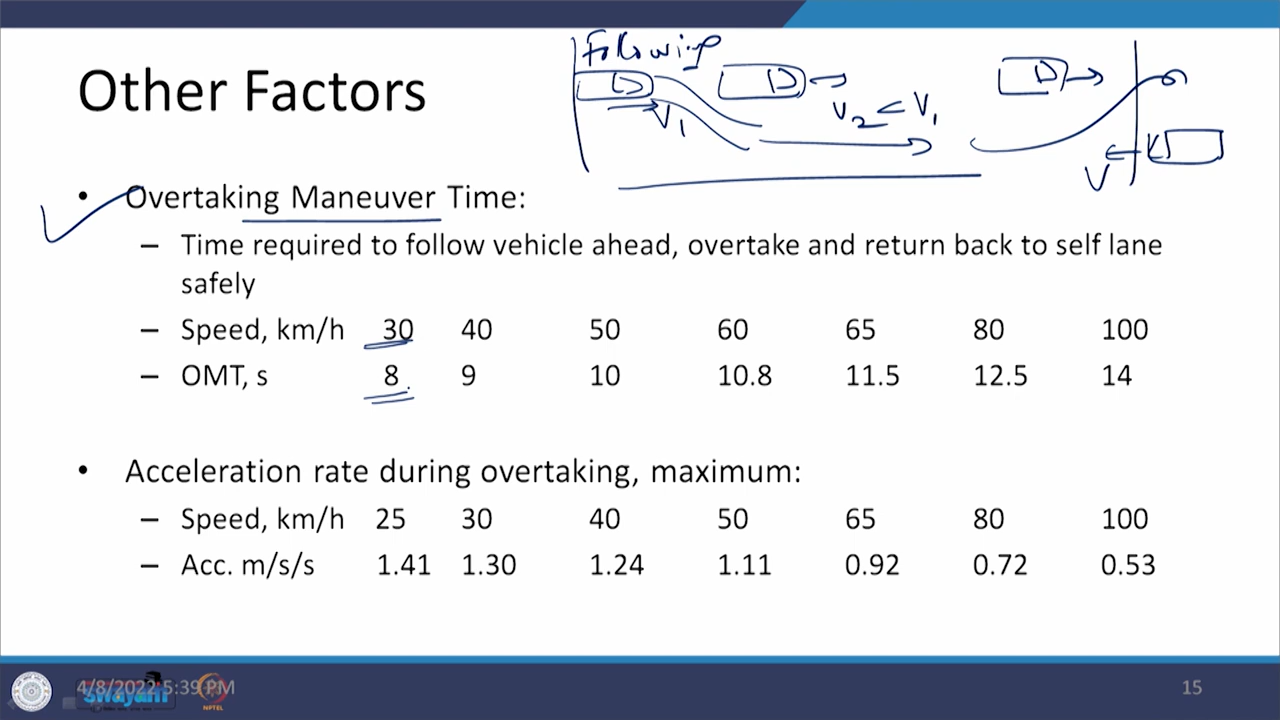 Following
V₁
V₂ < V₁
V
Other Factors
• Overtaking Maneuver Time:
– Time required to follow vehicle ahead, overtake and return back to self lane
safely
– Speed, km/h 30 40 50 60 65 80 100
– OMT, s 8 9 10 10.8 11.5 12.5 14
• Acceleration rate during overtaking, maximum:
– Speed, km/h 25 30 40 50 65 80 100
– Acc. m/s/s 1.41 1.30 1.24 1.11 0.92 0.72 0.53
4/8/2022 5:39 PM
swayam
NPTEL
15